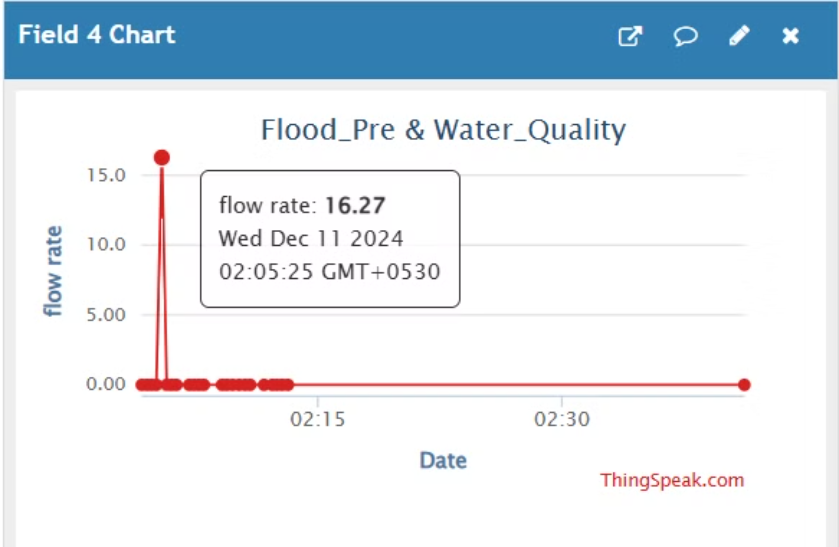 Field 4 Chart
Flood_Pre & Water_Quality
15.0
10.0
5.00
0.00
flow rate
flow rate: 16.27
Wed Dec 11 2024
02:05:25 GMT+0530
02:15
02:30
Date
ThingSpeak.com